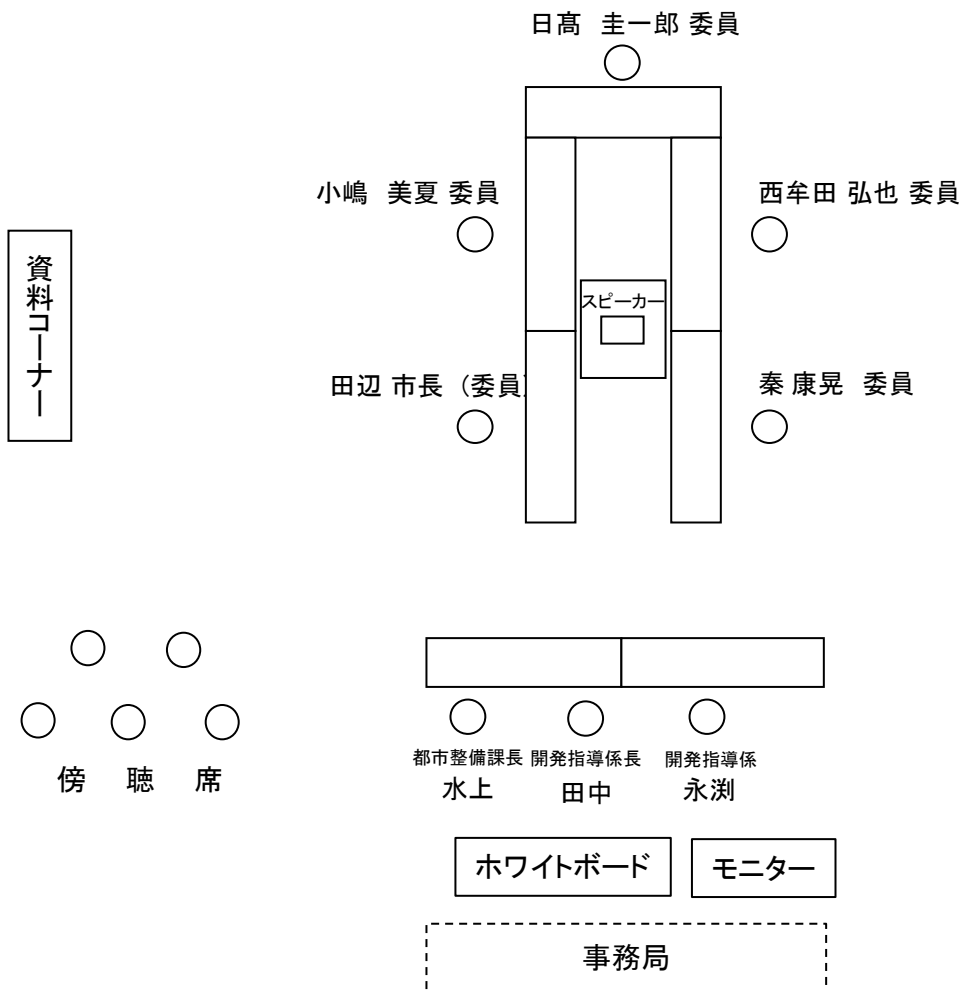 日髙 圭一郎 委員
小嶋 美夏 委員
西牟田 弘也 委員
資料コーナー
スピーカー
田辺 市長 (委員)
秦 康晃 委員
傍 聴 席
都市整備課長
水上
開発指導係長
田中
開発指導係
永渕
ホワイトボード
モニター
事務局